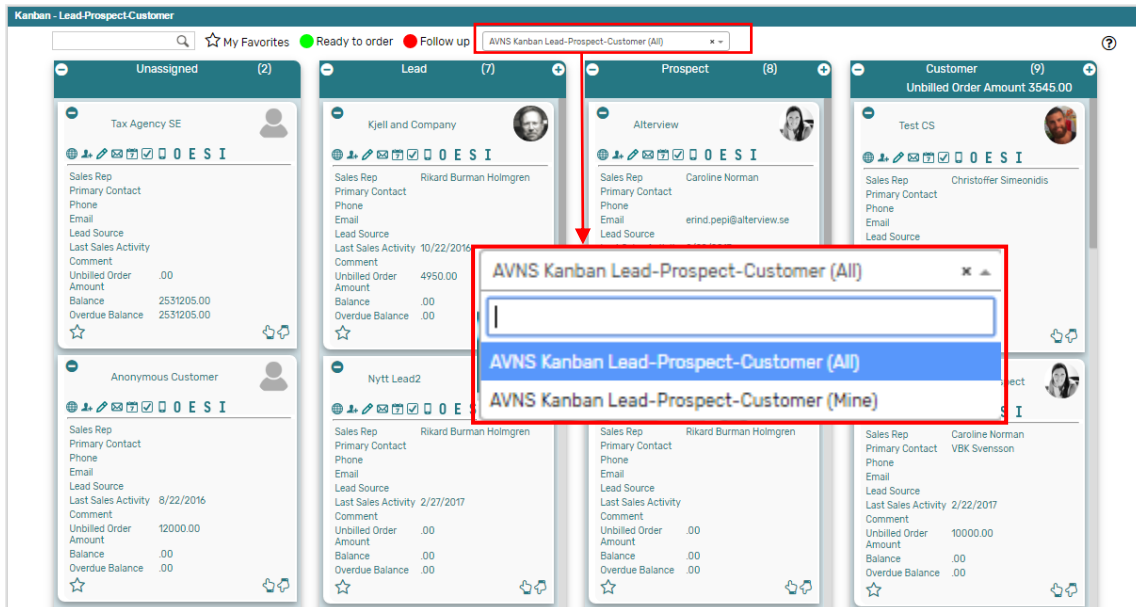 Kanban - Lead-Prospect-Customer
My Favorites Ready to order Follow up AVNS Kanban Lead-Prospect-Customer (All) × ?
Unassigned (2)
Tax Agency SE
7 O E S I
Sales Rep
Primary Contact
Phone
Email
Lead Source
Last Sales Activity
Comment
Unbilled Order Amount .00
Balance 2531205.00
Overdue Balance 2531205.00
Anonymous Customer
7 O E S I
Sales Rep
Primary Contact
Phone
Email
Lead Source
Last Sales Activity 8/22/2016
Comment
Unbilled Order Amount 12000.00
Balance .00
Overdue Balance .00
Lead (7)
Kjell and Company
7 O E S I
Sales Rep Rikard Burman Holmgren
Primary Contact
Phone
Email
Lead Source
Last Sales Activity 10/22/2016
Comment
Unbilled Order Amount 4950.00
Balance .00
Overdue Balance .00
Nytt Lead2
7 O E S
Sales Rep Rikard Burman Holmgren
Primary Contact
Phone
Email
Lead Source
Last Sales Activity 2/27/2017
Comment
Unbilled Order Amount .00
Balance .00
Overdue Balance .00
Prospect (8)
Alterview
7 O E S I
Sales Rep Caroline Norman
Primary Contact
Phone
Email erind.pepi@alterview.se
Lead Source
AVNS Kanban Lead-Prospect-Customer (All) ×
AVNS Kanban Lead-Prospect-Customer (All)
AVNS Kanban Lead-Prospect-Customer (Mine)
Sales Rep Rikard Burman Holmgren
Primary Contact
Phone
Email
Lead Source
Last Sales Activity
Comment
Unbilled Order Amount .00
Balance .00
Overdue Balance .00
Customer (9)
Unbilled Order Amount 3545.00
Test CS
7 O E S I
Sales Rep Christoffer Simeonidis
Primary Contact
Phone
Email
Lead Source
S I
Sales Rep Caroline Norman
Primary Contact VBK Svensson
Phone
Email
Lead Source
Last Sales Activity 2/22/2017
Comment
Unbilled Order Amount 10000.00
Balance .00
Overdue Balance .00